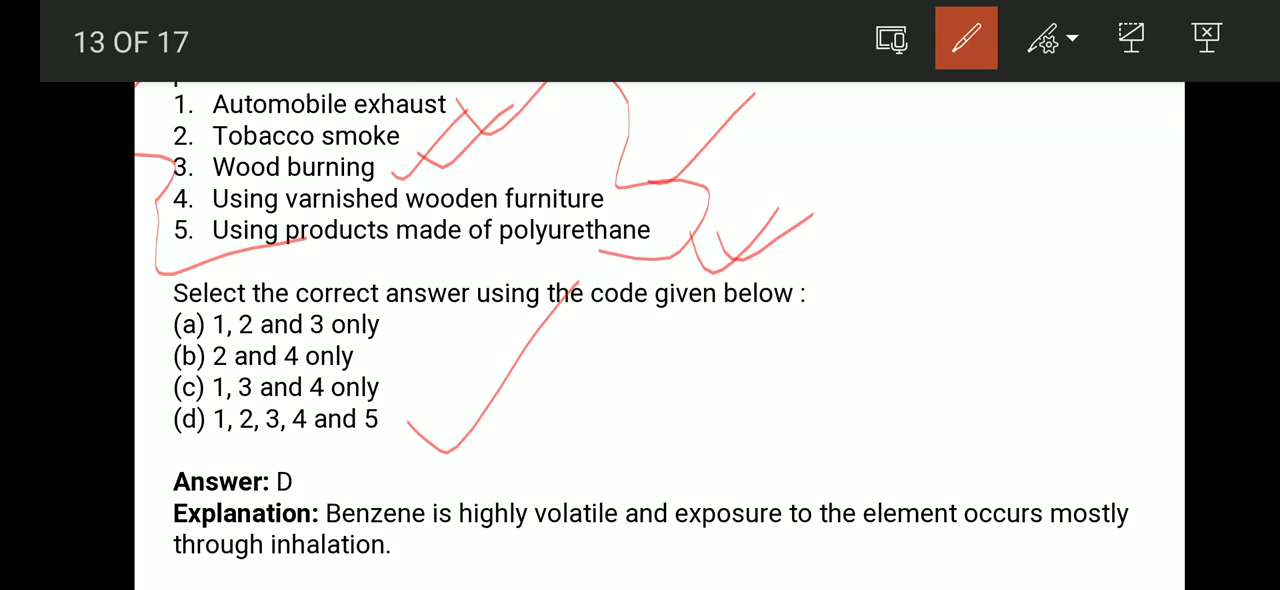 13 OF 17
1. Automobile exhaust
2. Tobacco smoke
3. Wood burning
4. Using varnished wooden furniture
5. Using products made of polyurethane
Select the correct answer using the code given below :
(a) 1, 2 and 3 only
(b) 2 and 4 only
(c) 1, 3 and 4 only
(d) 1, 2, 3, 4 and 5
Answer: D
Explanation: Benzene is highly volatile and exposure to the element occurs mostly
through inhalation.